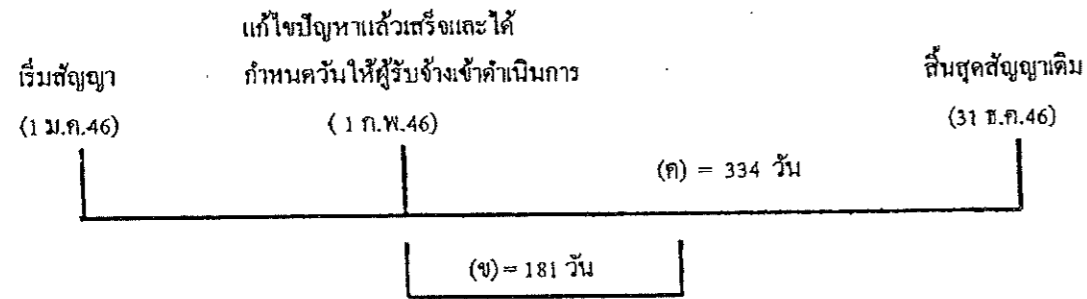 แก้ไขปัญหาแล้วเสร็จและได้
เริ่มสัญญา กำหนดวันให้ผู้รับจ้างเข้าดำเนินการ สิ้นสุดสัญญาเดิม
(1 ม.ค.46) ( 1 ก.พ.46) (31 ธ.ค.46)
(ค) = 334 วัน
(ข) = 181 วัน